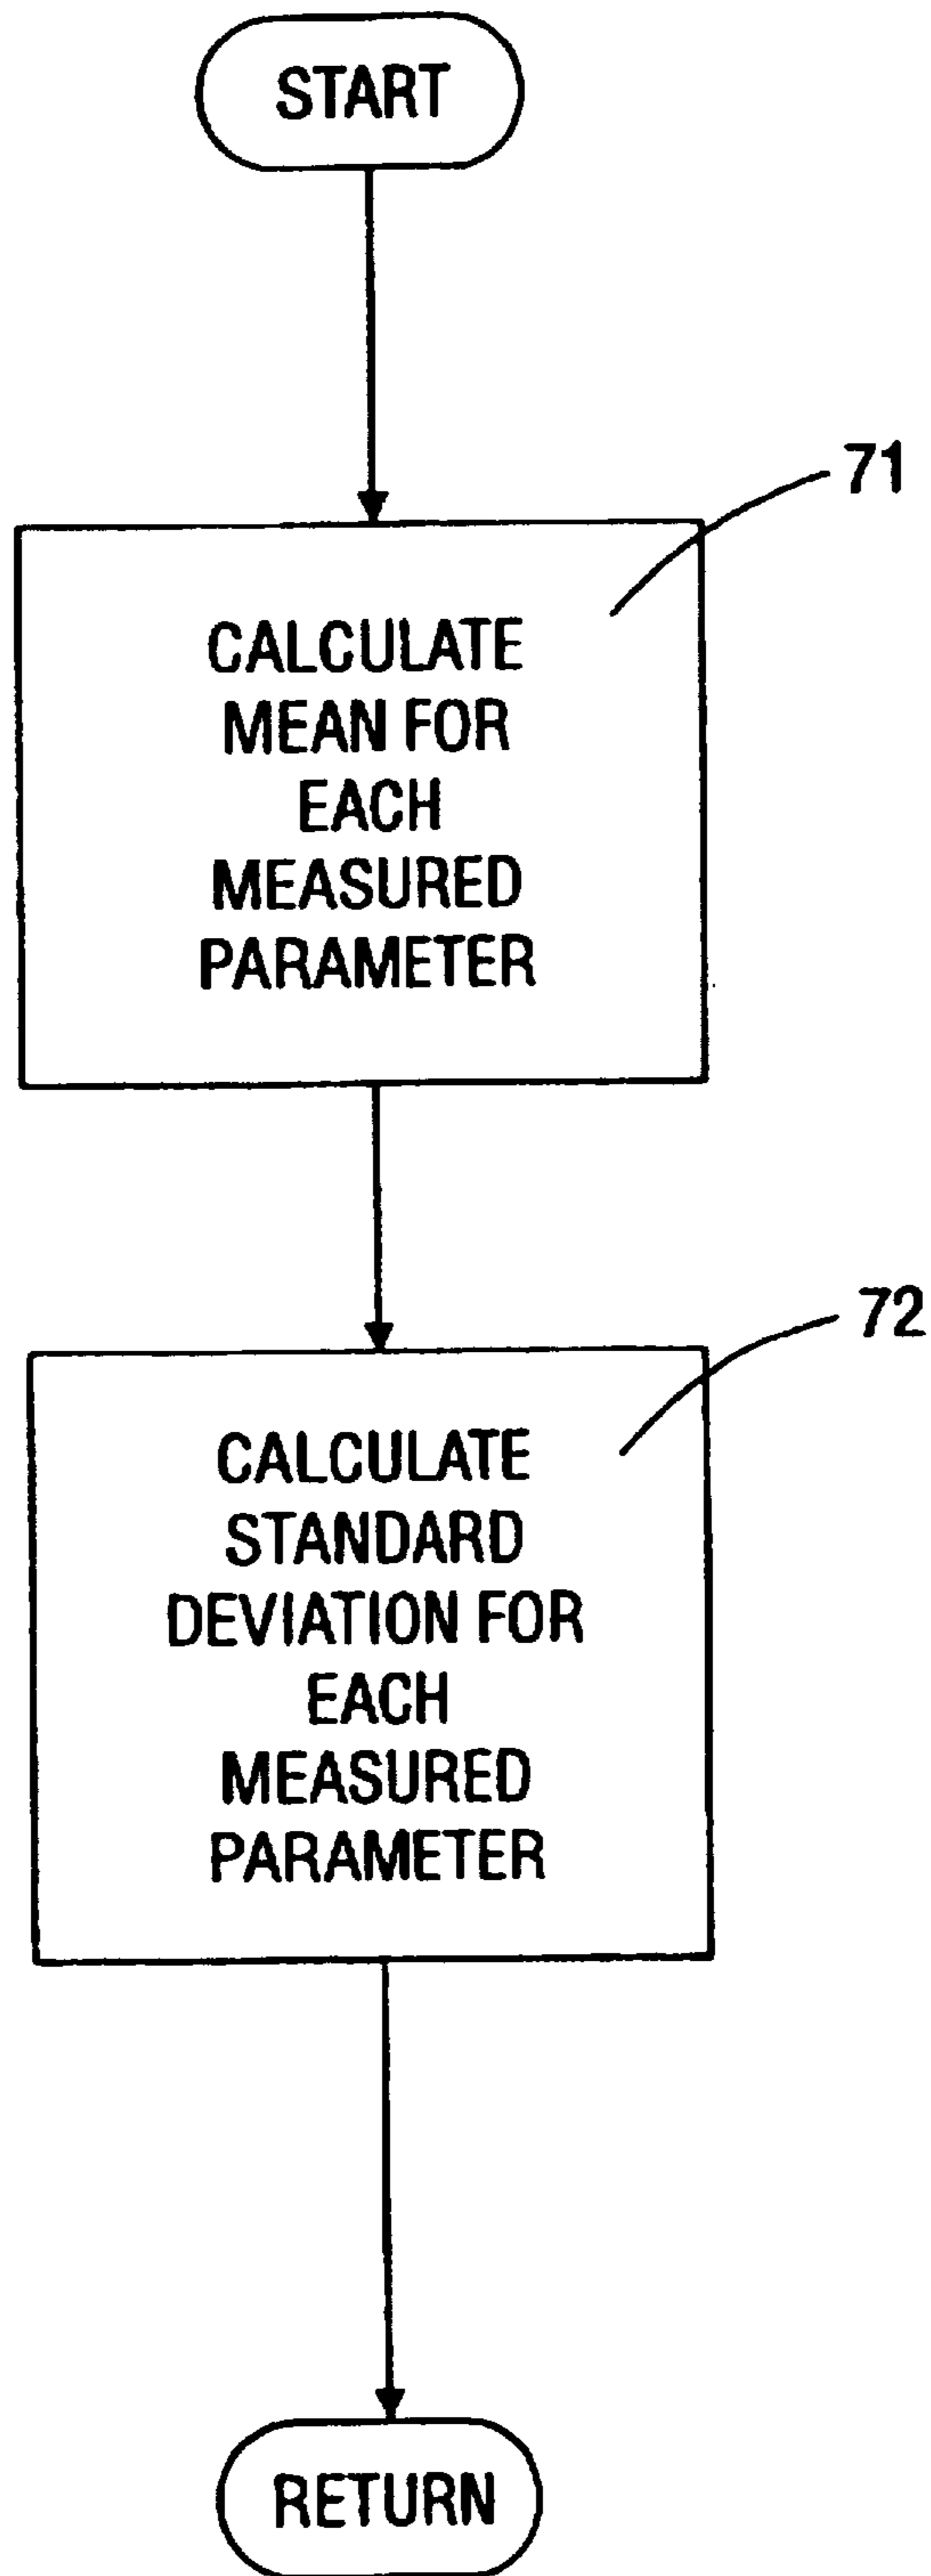 START
71
CALCULATE
MEAN FOR
EACH
MEASURED
PARAMETER
72
CALCULATE
STANDARD
DEVIATION FOR
EACH
MEASURED
PARAMETER
RETURN